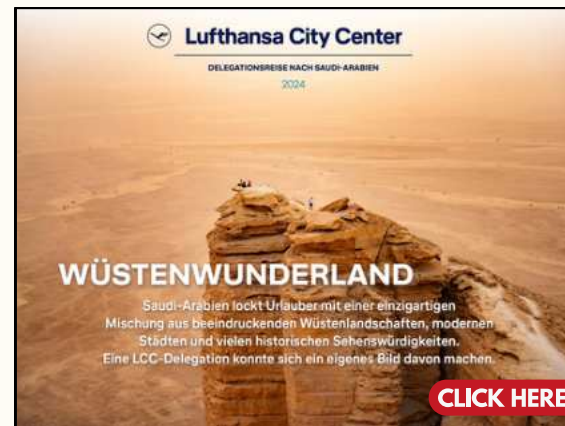 Lufthansa City Center
DELEGATIONSREISE NACH SAUDI-ARABIEN
2024
WÜSTENWUNDERLAND
Saudi-Arabien lockt Urlauber mit einer einzigartigen
Mischung aus beeindruckenden Wüstenlandschaften, modernen
Städten und vielen historischen Sehenswürdigkeiten.
Eine LCC-Delegation konnte sich ein eigenes Bild davon machen.
CLICK HERE